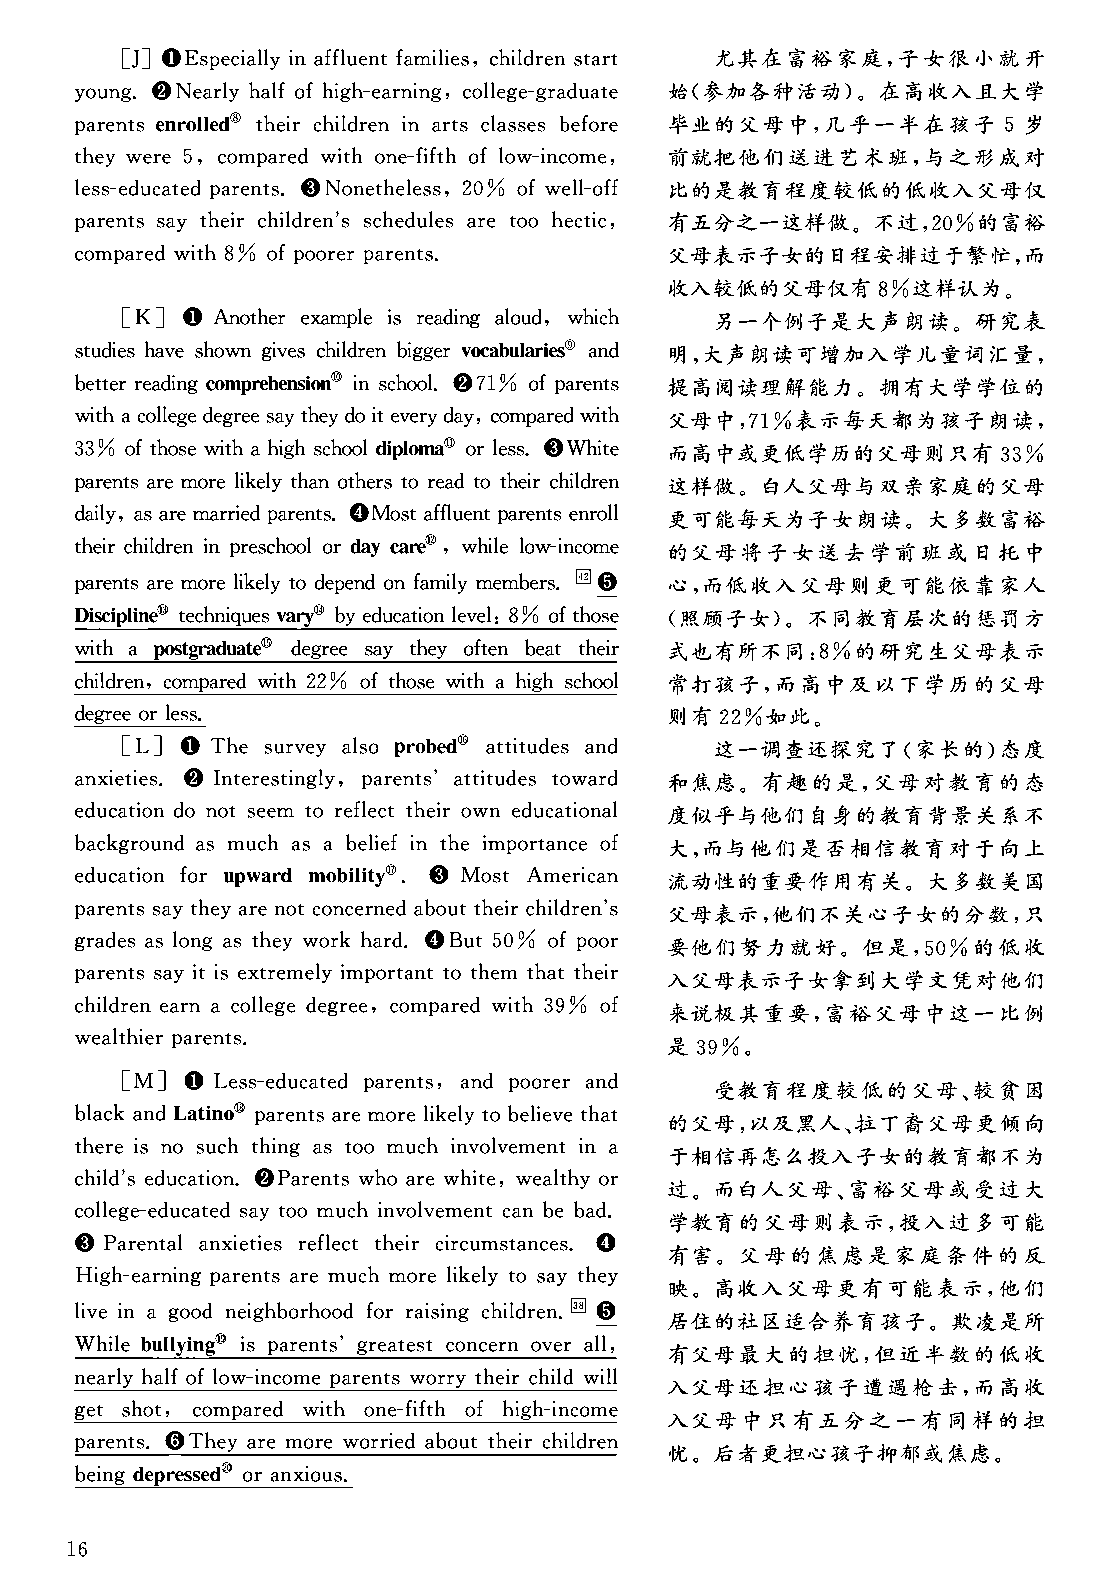 [J] ❶Especially in affluent families, children start
young. ❷Nearly half of high-earning, college-graduate
parents enrolled⑧ their children in arts classes before
they were 5, compared with one-fifth of low-income,
less-educated parents. ❸Nonetheless, 20% of well-off
parents say their children's schedules are too hectic,
compared with 8% of poorer parents.
[K] ❶ Another example is reading aloud, which
studies have shown gives children bigger vocabularies⑨ and
better reading comprehension⑩ in school. ❷71% of parents
with a college degree say they do it every day, compared with
33% of those with a high school diploma⑪ or less. ❸White
parents are more likely than others to read to their children
daily, as are married parents. ❹Most affluent parents enroll
their children in preschool or day care⑫, while low-income
parents are more likely to depend on family members. 42 ❺
Discipline⑬ techniques vary⑭ by education level: 8% of those
with a postgraduate⑮ degree say they often beat their
children, compared with 22% of those with a high school
degree or less.
[L] ❶ The survey also probed⑯ attitudes and
anxieties. ❷ Interestingly, parents' attitudes toward
education do not seem to reflect their own educational
background as much as a belief in the importance of
education for upward mobility⑰. ❸ Most American
parents say they are not concerned about their children's
grades as long as they work hard. ❹But 50% of poor
parents say it is extremely important to them that their
children earn a college degree, compared with 39% of
wealthier parents.
[M] ❶ Less-educated parents, and poorer and
black and Latino⑱ parents are more likely to believe that
there is no such thing as too much involvement in a
child's education. ❷Parents who are white, wealthy or
college-educated say too much involvement can be bad.
❸ Parental anxieties reflect their circumstances. ❹
High-earning parents are much more likely to say they
live in a good neighborhood for raising children. 38 ❺
While bullying⑲ is parents' greatest concern over all,
nearly half of low-income parents worry their child will
get shot, compared with one-fifth of high-income
parents. ❻They are more worried about their children
being depressed⑳ or anxious.
尤其在富裕家庭,子女很小就开
始(参加各种活动)。在高收入且大学
毕业的父母中,几乎一半在孩子 5 岁
前就把他们送进艺术班,与之形成对
比的是教育程度较低的低收入父母仅
有五分之一这样做。不过,20%的富裕
父母表示子女的日程安排过于繁忙,而
收入较低的父母仅有 8%这样认为。
另一个例子是大声朗读。研究表
明,大声朗读可增加入学儿童词汇量,
提高阅读理解能力。拥有大学学位的
父母中,71%表示每天都为孩子朗读,
而高中或更低学历的父母则只有 33%
这样做。白人父母与双亲家庭的父母
更可能每天为子女朗读。大多数富裕
的父母将子女送去学前班或日托中
心,而低收入父母则更可能依靠家人
(照顾子女)。不同教育层次的惩罚方
式也有所不同:8%的研究生父母表示
常打孩子,而高中及以下学历的父母
则有 22%如此。
这一调查还探究了(家长的)态度
和焦虑。有趣的是,父母对教育的态
度似乎与他们自身的教育背景关系不
大,而与他们是否相信教育对于向上
流动性的重要作用有关。大多数美国
父母表示,他们不关心子女的分数,只
要他们努力就好。但是,50%的低收
入父母表示子女拿到大学文凭对他们
来说极其重要,富裕父母中这一比例
是 39%。
受教育程度较低的父母、较贫困
的父母,以及黑人、拉丁裔父母更倾向
于相信再怎么投入子女的教育都不为
过。而白人父母、富裕父母或受过大
学教育的父母则表示,投入过多可能
有害。父母的焦虑是家庭条件的反
映。高收入父母更有可能表示,他们
居住的社区适合养育孩子。欺凌是所
有父母最大的担忧,但近半数的低收
入父母还担心孩子遭遇枪击,而高收
入父母中只有五分之一有同样的担
忧。后者更担心孩子抑郁或焦虑。
16